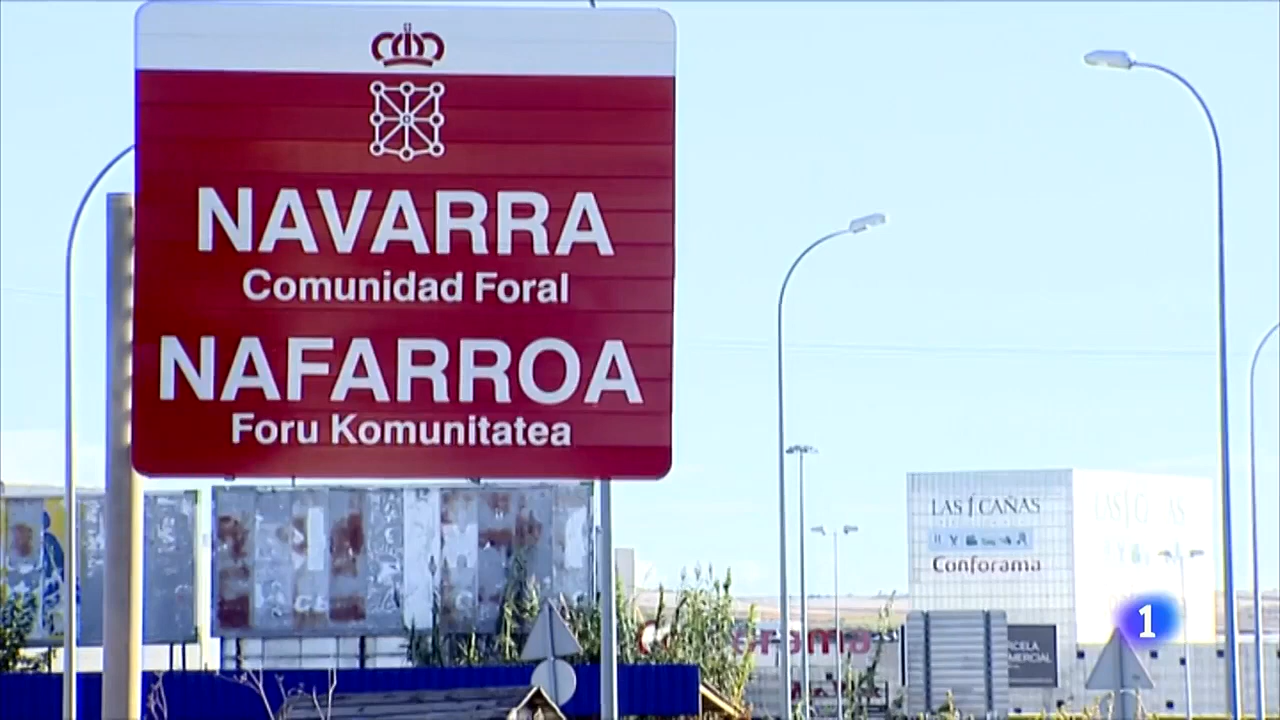 NAVARRA
Comunidad Foral
NAFARROA
Foru Komunitatea
LAS CAÑAS
Conforama
1